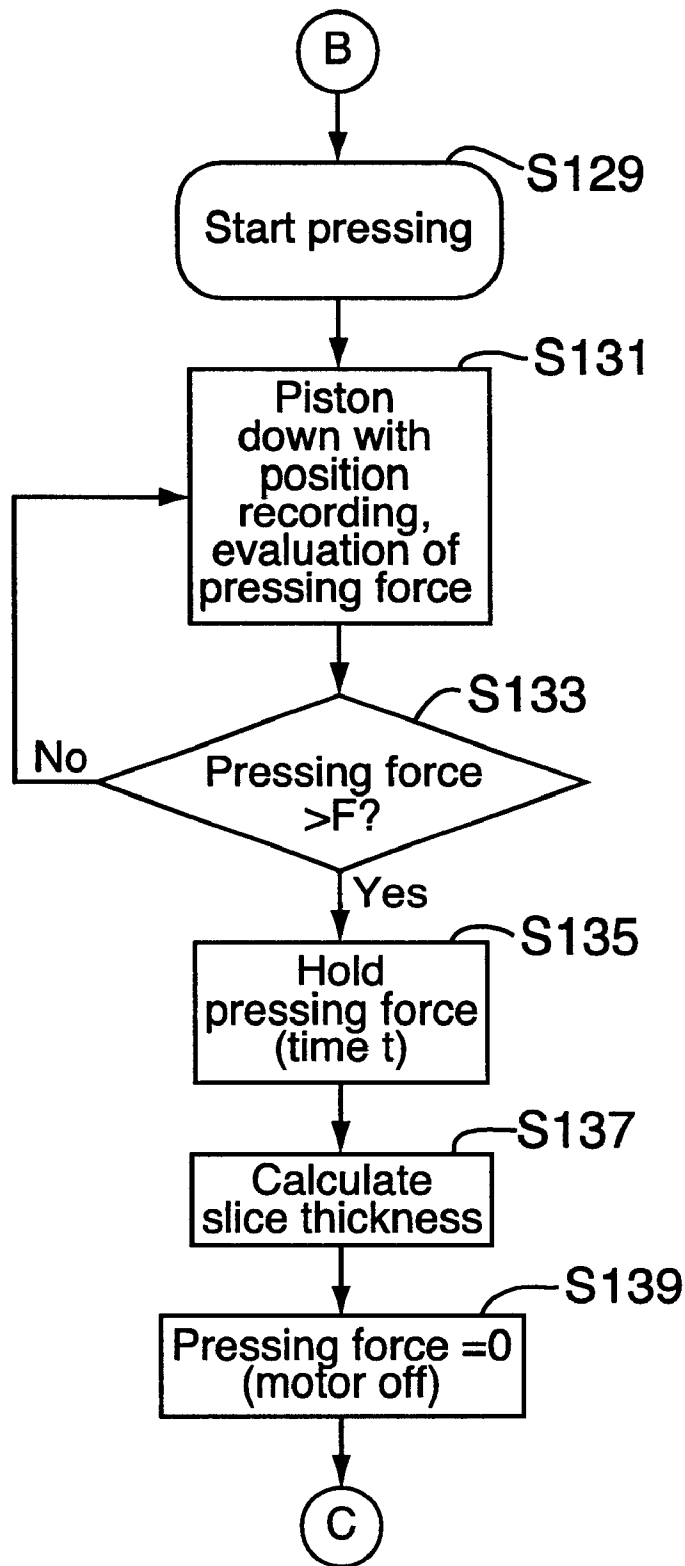 B
S129
Start pressing
S131
Piston
down with
position
recording,
evaluation of
pressing force
S133
No
Pressing force
>F?
Yes
S135
Hold
pressing force
(time t)
S137
Calculate
slice thickness
S139
Pressing force =0
(motor off)
C